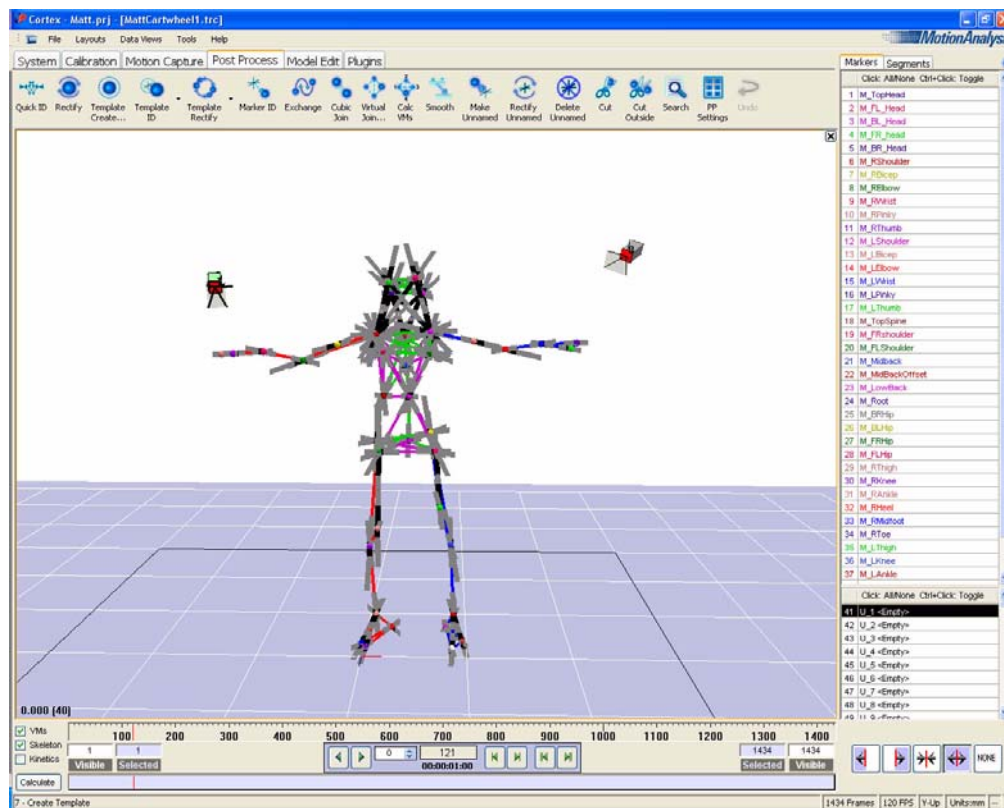 Cortex - Matt.prj - [MattCartwheel1.trc]
File Layouts Data Views Tools Help
MotionAnalys
System Calibration Motion Capture Post Process Model Edit Plugins
Markers Segments
Quick ID Rectify Template Create... Template ID Template Rectify Marker ID Exchange Cubic Join Virtual Join... Calc VMs Smooth Make Unnamed Rectify Unnamed Delete Unnamed Cut Cut Outside Search PP Settings Undo
Click: All/None Ctrl+Click: Toggle
1 M_TopHead
2 M_FL_Head
3 M_BL_Head
4 M_FR_head
5 M_BR_Head
6 M_RShoulder
7 M_RBicep
8 M_RElbow
9 M_RWrist
10 M_RPinky
11 M_RThumb
12 M_LShoulder
13 M_LBicep
14 M_LElbow
15 M_LWrist
16 M_LPinky
17 M_LThumb
18 M_TopSpine
19 M_FRshoulder
20 M_FLShoulder
21 M_Midback
22 M_MidBackOffset
23 M_LowBack
24 M_Root
25 M_BRHip
26 M_BLHip
27 M_FRHip
28 M_FLHip
29 M_RThigh
30 M_RKnee
31 M_RAnkle
32 M_RHeel
33 M_RMidfoot
34 M_RToe
35 M_LThigh
36 M_LKnee
37 M_LAnkle
Click: All/None Ctrl+Click: Toggle
41 U_1 <Empty>
42 U_2 <Empty>
43 U_3 <Empty>
44 U_4 <Empty>
45 U_5 <Empty>
46 U_6 <Empty>
47 U_7 <Empty>
48 U_8 <Empty>
49 U_9 <Empty>
0.000 (40)
VMs
Skeleton
Kinetics
100 200 300 400 500 600 700 800 900 1000 1100 1200 1300 1400
1 1 0 121 1434 1434
Visible Selected 00:00:01:00 Selected Visible
NONE
Calculate
7 - Create Template
1434 Frames 120 FPS Y-Up Units:mm